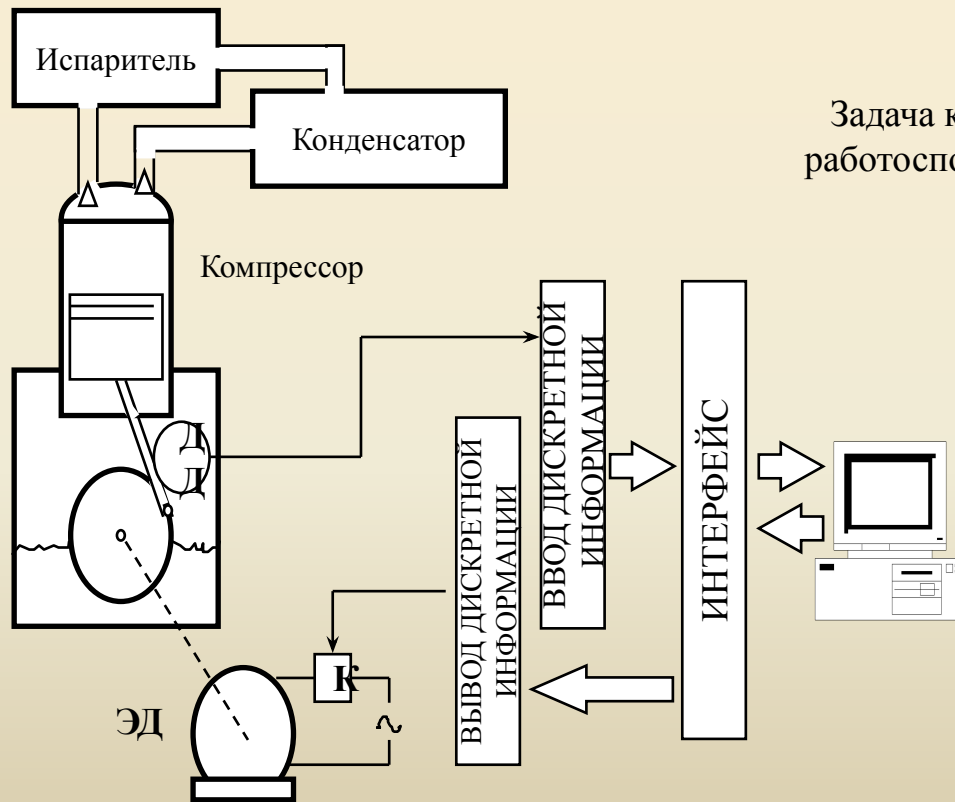 Испаритель
Конденсатор
Задача
работоспо
Компрессор
Д
Д
ВВОД ДИСКРЕТНОЙ
ИНФОРМАЦИИ
ВЫВОД ДИСКРЕТНОЙ
ИНФОРМАЦИИ
ИНТЕРФЕЙС
К
ЭД